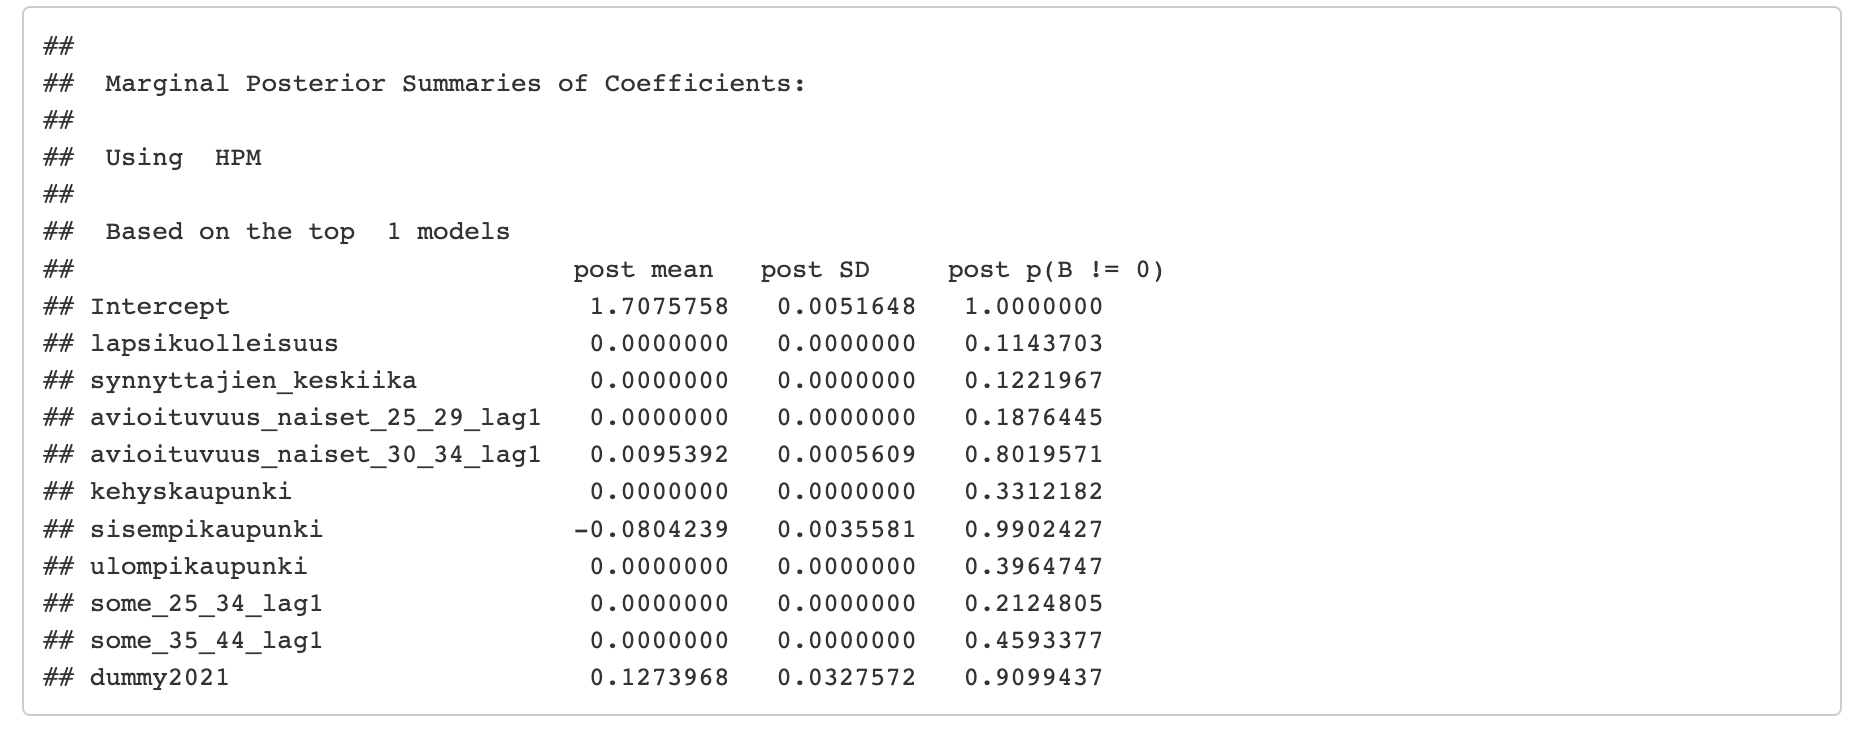 ##
##  Marginal Posterior Summaries of Coefficients:
##
##  Using  HPM
##
##  Based on the top  1 models
##                                post mean   post SD     post p(B != 0)
## Intercept                       1.7075758   0.0051648   1.0000000
## lapsikuolleisuus                0.0000000   0.0000000   0.1143703
## synnyttajien_keskiika           0.0000000   0.0000000   0.1221967
## avioituvuus_naiset_25_29_lag1   0.0000000   0.0000000   0.1876445
## avioituvuus_naiset_30_34_lag1   0.0095392   0.0005609   0.8019571
## kehyskaupunki                   0.0000000   0.0000000   0.3312182
## sisempikaupunki                -0.0804239   0.0035581   0.9902427
## ulompikaupunki                  0.0000000   0.0000000   0.3964747
## some_25_34_lag1                 0.0000000   0.0000000   0.2124805
## some_35_44_lag1                 0.0000000   0.0000000   0.4593377
## dummy2021                       0.1273968   0.0327572   0.9099437